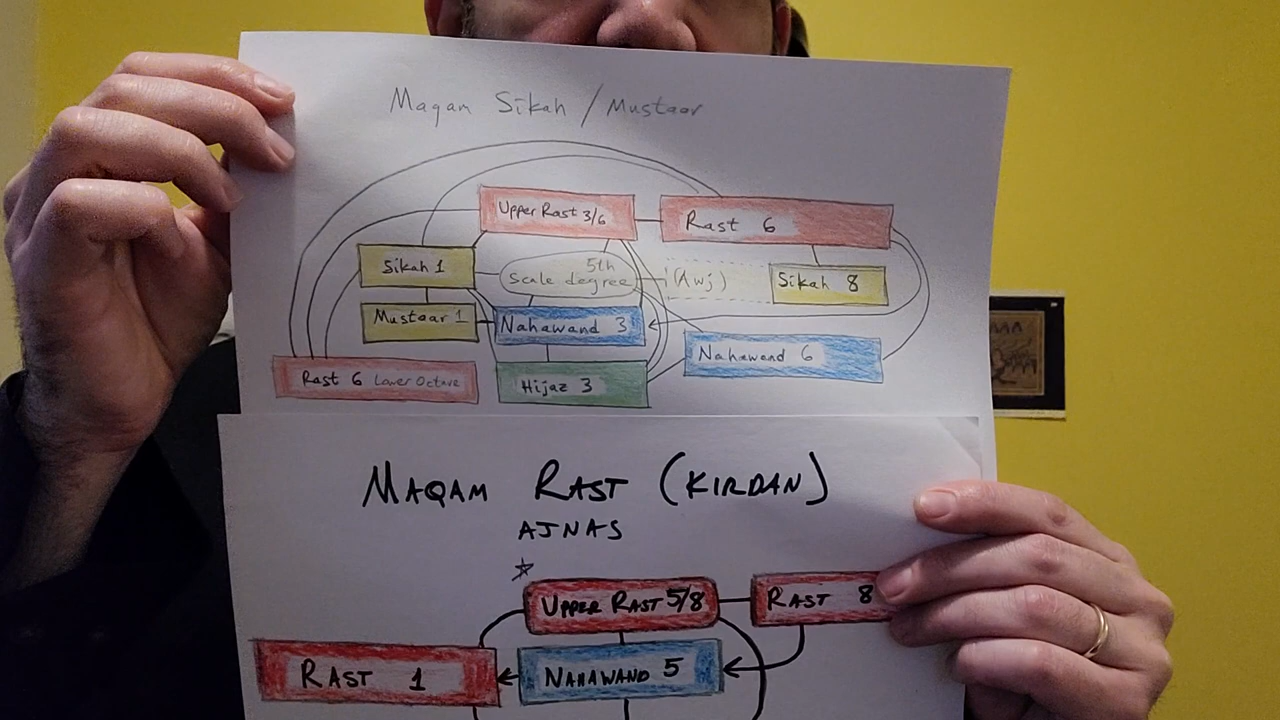 Maqam Sikah / Mustaar
Upper Rast 3/6
Rast 6
Sikah 1
5th
scale degree
(Awj)
Sikah 8
Mustaar 1
Nahawand 3
Nahawand 6
Rast 6 Lower Octave
Hijaz 3
MAQAM RAST (KIRDAN)
AJNAS
UPPER RAST 5/8
RAST 8
RAST 1
NAHAWAND 5